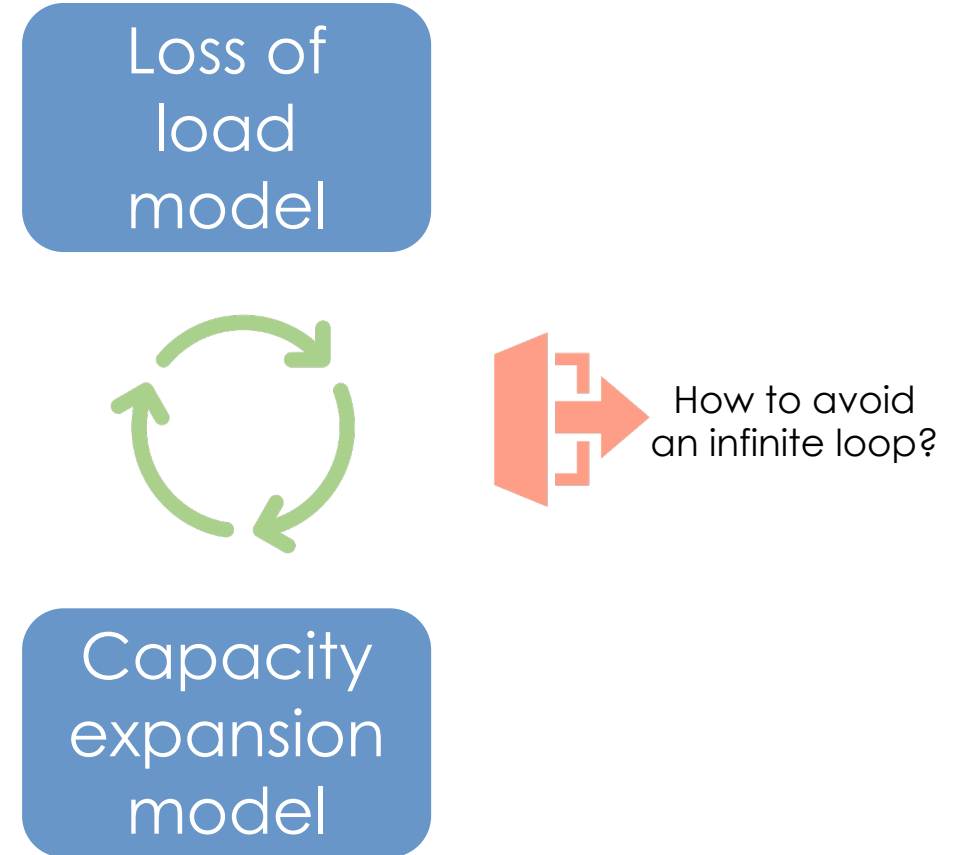 Loss of
load
model
How to avoid
an infinite loop?
Capacity
expansion
model